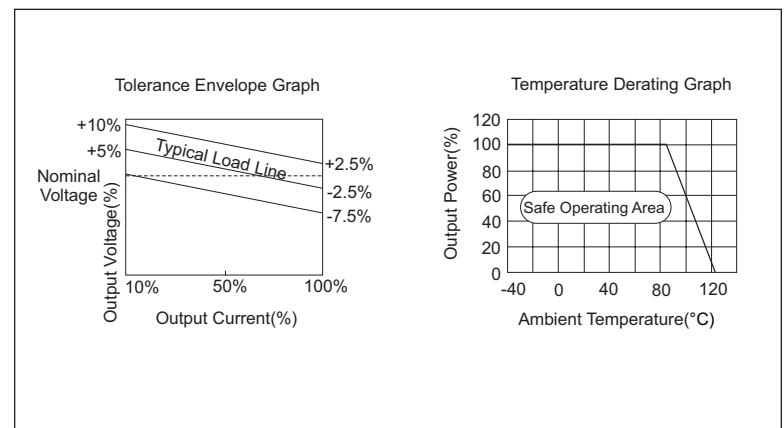 Tolerance Envelope Graph
+10%
+5%
Nominal
Voltage
Typical Load Line
+2.5%
-2.5%
-7.5%
Output Voltage(%)
10%
50%
100%
Output Current(%)
Temperature Derating Graph
Output Power(%)
120
100
80
60
40
20
0
Safe Operating Area
-40
0
40
80
120
Ambient Temperature(°C)